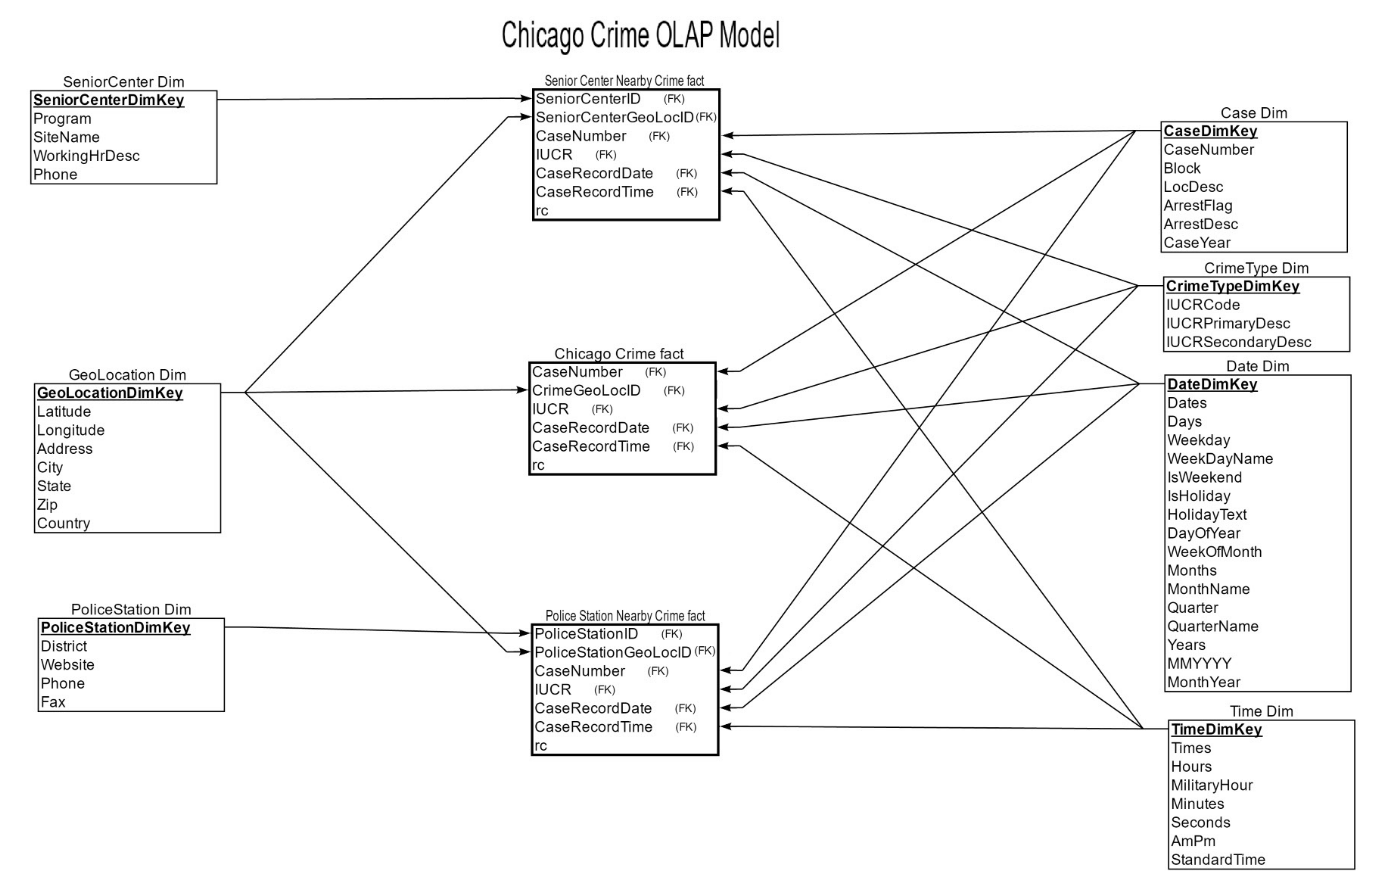 Chicago Crime OLAP Model
SeniorCenter Dim
SeniorCenterDimKey
Program
SiteName
WorkingHrDesc
Phone
GeoLocation Dim
GeoLocationDimKey
Latitude
Longitude
Address
City
State
Zip
Country
PoliceStation Dim
PoliceStationDimKey
District
Website
Phone
Fax
Senior Center Nearby Crime fact
SeniorCenterID (FK)
SeniorCenterGeoLocID (FK)
CaseNumber (FK)
IUCR (FK)
CaseRecordDate (FK)
CaseRecordTime (FK)
rc
Chicago Crime fact
CaseNumber (FK)
CrimeGeoLocID (FK)
IUCR (FK)
CaseRecordDate (FK)
CaseRecordTime (FK)
rc
Police Station Nearby Crime fact
PoliceStationID (FK)
PoliceStationGeoLocID (FK)
CaseNumber (FK)
IUCR (FK)
CaseRecordDate (FK)
CaseRecordTime (FK)
rc
Case Dim
CaseDimKey
CaseNumber
Block
LocDesc
ArrestFlag
ArrestDesc
CaseYear
CrimeType Dim
CrimeTypeDimKey
IUCRCode
IUCRPrimaryDesc
IUCRSecondaryDesc
Date Dim
DateDimKey
Dates
Days
Weekday
WeekDayName
IsWeekend
IsHoliday
HolidayText
DayOfYear
WeekOfMonth
Months
MonthName
Quarter
QuarterName
Years
MMYYYY
MonthYear
Time Dim
TimeDimKey
Times
Hours
MilitaryHour
Minutes
Seconds
AmPm
StandardTime